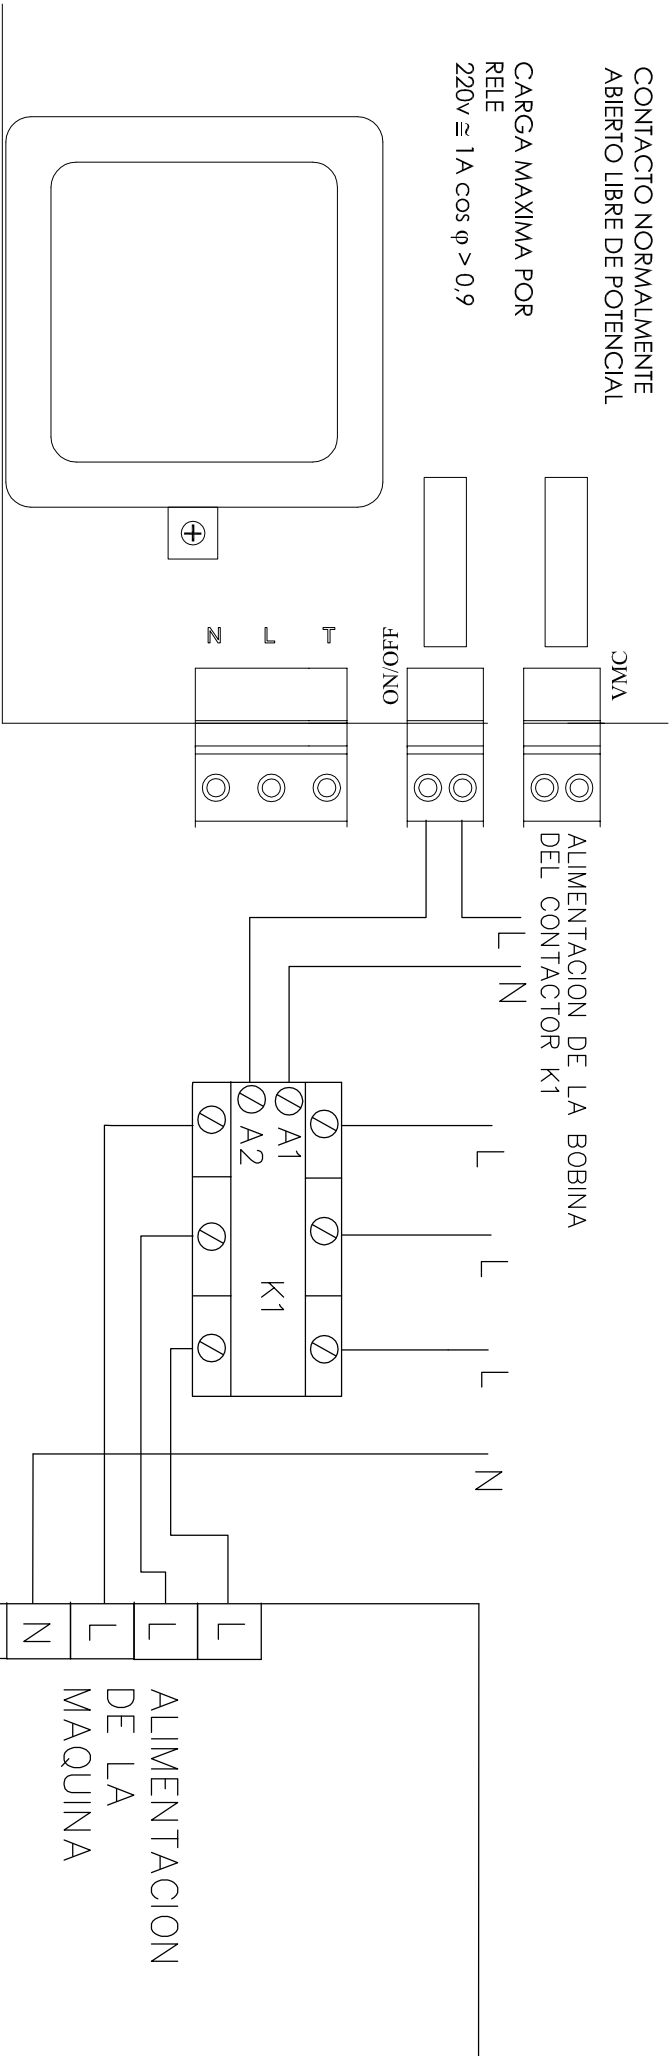 CONTACTO NORMALMENTE
ABIERTO LIBRE DE POTENCIAL
CARGA MAXIMA POR
RELE
220v ≅ 1A cos φ > 0,9
VMC
ON/OFF
T
L
N
ALIMENTACION DE LA BOBINA
DEL CONTACTOR K1
L
N
A1
A2
K1
L
L
L
N
L
L
L
N
ALIMENTACION
DE LA
MAQUINA